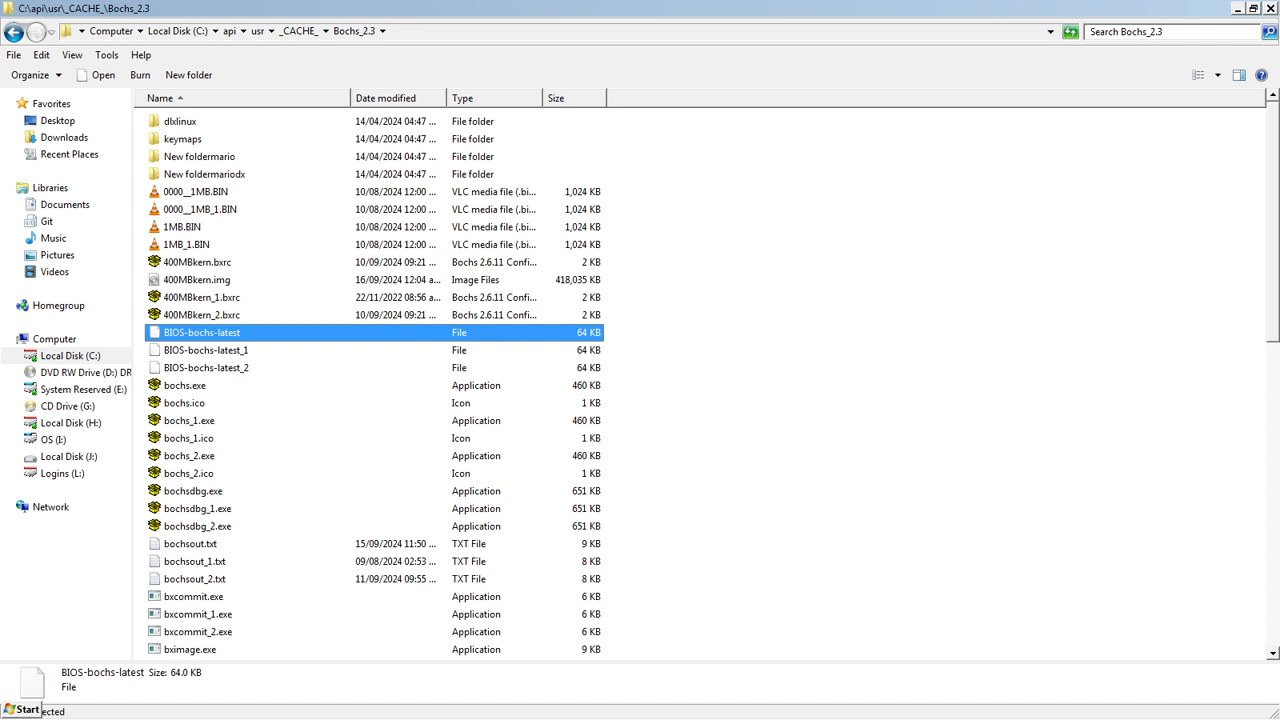 C:\api\usr\_CACHE_\Bochs_2.3
Computer Local Disk (C:) api usr _CACHE_ Bochs_2.3 Search Bochs_2.3
File Edit View Tools Help
Organize Open Burn New folder
Favorites
Desktop
Downloads
Recent Places
Libraries
Documents
Git
Music
Pictures
Videos
Homegroup
Computer
Local Disk (C:)
DVD RW Drive (D:) DR
System Reserved (E:)
CD Drive (G:)
Local Disk (H:)
OS (I:)
Local Disk (J:)
Logins (L:)
Network
Name Date modified Type Size
dlxlinux 14/04/2024 04:47 ... File folder
keymaps 14/04/2024 04:47 ... File folder
New foldermario 14/04/2024 04:47 ... File folder
New foldermariodx 14/04/2024 04:47 ... File folder
0000__1MB.BIN 10/08/2024 12:00 ... VLC media file (.bi... 1,024 KB
0000__1MB_1.BIN 10/08/2024 12:00 ... VLC media file (.bi... 1,024 KB
1MB.BIN 10/08/2024 12:00 ... VLC media file (.bi... 1,024 KB
1MB_1.BIN 10/08/2024 12:00 ... VLC media file (.bi... 1,024 KB
400MBkern.bxrc 10/09/2024 09:21 ... Bochs 2.6.11 Confi... 2 KB
400MBkern.img 16/09/2024 12:04 a... Image Files 418,035 KB
400MBkern_1.bxrc 22/11/2022 08:56 a... Bochs 2.6.11 Confi... 2 KB
400MBkern_2.bxrc 10/09/2024 09:21 ... Bochs 2.6.11 Confi... 2 KB
BIOS-bochs-latest File 64 KB
BIOS-bochs-latest_1 File 64 KB
BIOS-bochs-latest_2 File 64 KB
bochs.exe Application 460 KB
bochs.ico Icon 1 KB
bochs_1.exe Application 460 KB
bochs_1.ico Icon 1 KB
bochs_2.exe Application 460 KB
bochs_2.ico Icon 1 KB
bochsdbg.exe Application 651 KB
bochsdbg_1.exe Application 651 KB
bochsdbg_2.exe Application 651 KB
bochsout.txt 15/09/2024 11:50 ... TXT File 9 KB
bochsout_1.txt 09/08/2024 02:53 ... TXT File 8 KB
bochsout_2.txt 11/09/2024 09:55 ... TXT File 8 KB
bxcommit.exe Application 6 KB
bxcommit_1.exe Application 6 KB
bxcommit_2.exe Application 6 KB
bximage.exe Application 9 KB
BIOS-bochs-latest Size: 64.0 KB
File
Start ected